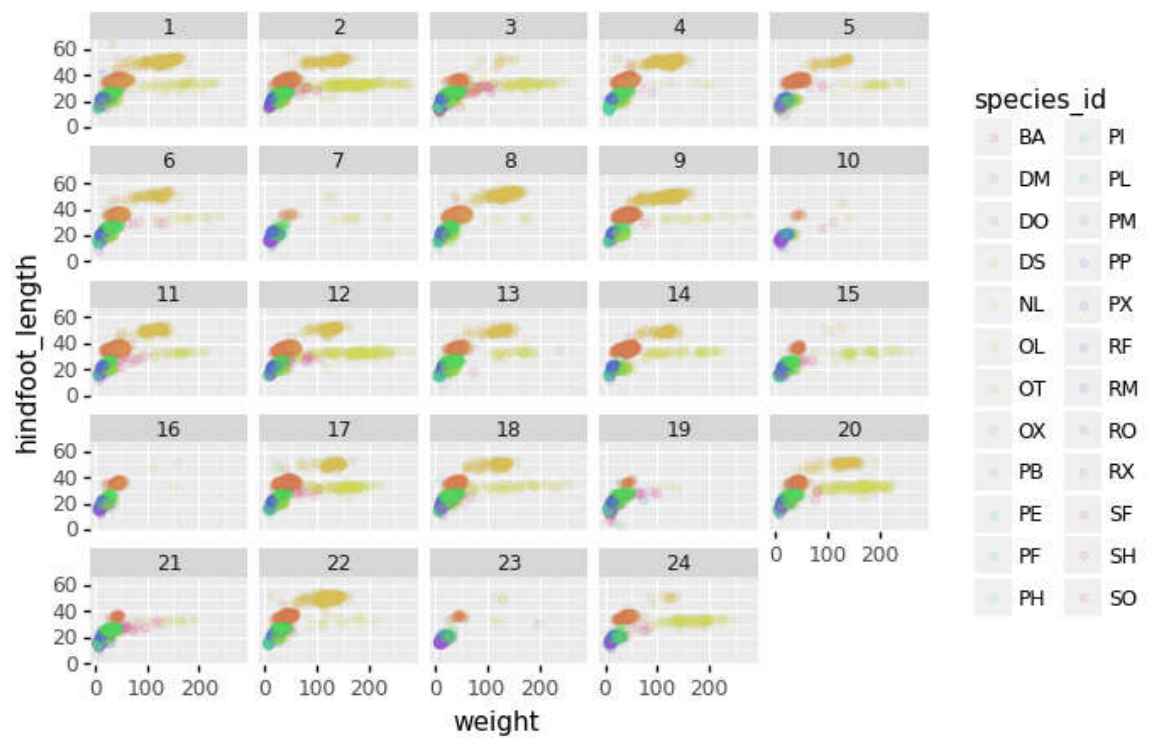 1 2 3 4 5
60
40
20
0
6 7 8 9 10
60
40
20
0
11 12 13 14 15
60
40
20
0
16 17 18 19 20
60
40
20
0
0 100 200
21 22 23 24
60
40
20
0
0 100 200 0 100 200 0 100 200 0 100 200
weight
hindfoot_length
species_id
BA PI
DM PL
DO PM
DS PP
NL PX
OL RF
OT RM
OX RO
PB RX
PE SF
PF SH
PH SO